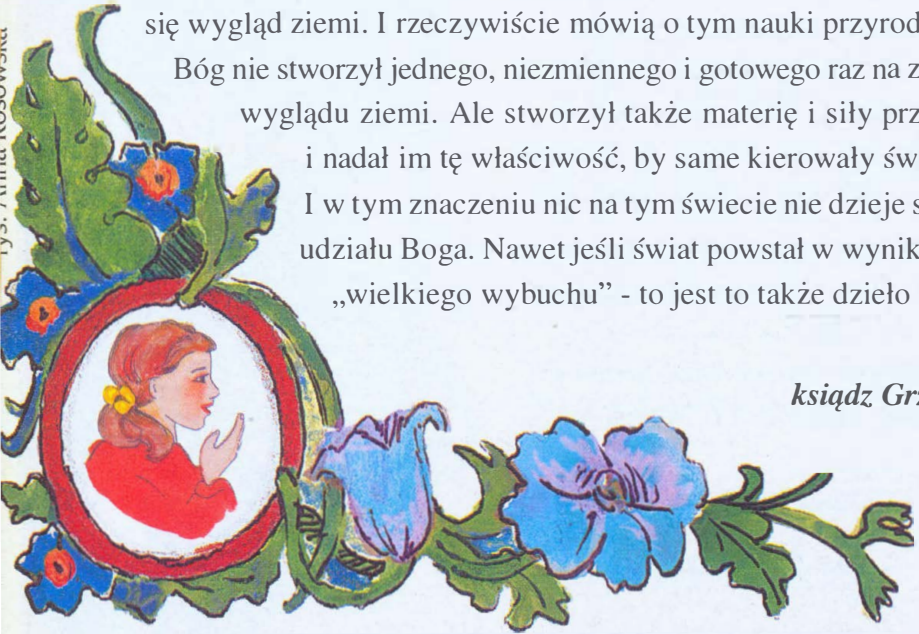 się wygląd ziemi. I rzeczywiście mówią o tym nauki przyrod
Bóg nie stworzył jednego, niezmiennego i gotowego raz na z
wyglądu ziemi. Ale stworzył także materię i siły prz
i nadał im tę właściwość, by same kierowały św
I w tym znaczeniu nic na tym świecie nie dzieje s
udziału Boga. Nawet jeśli świat powstał w wynik
„wielkiego wybuchu” - to jest to także dzieło
ksiądz Grz
rys. Anna Kosowska